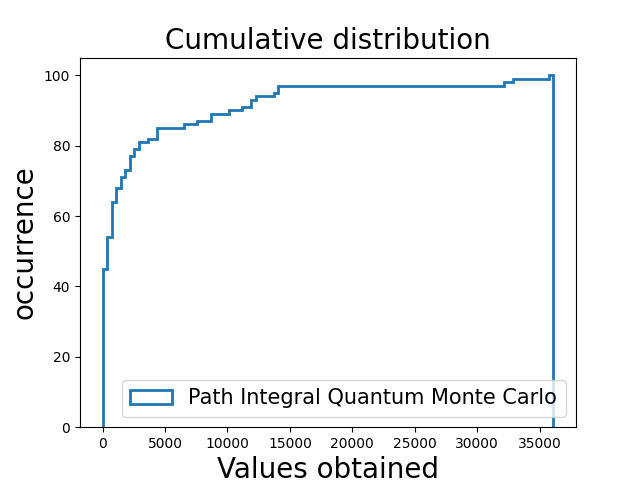 Cumulative distribution
100
80
60
40
20
0
occurrence
Path Integral Quantum Monte Carlo
0 5000 10000 15000 20000 25000 30000 35000
Values obtained